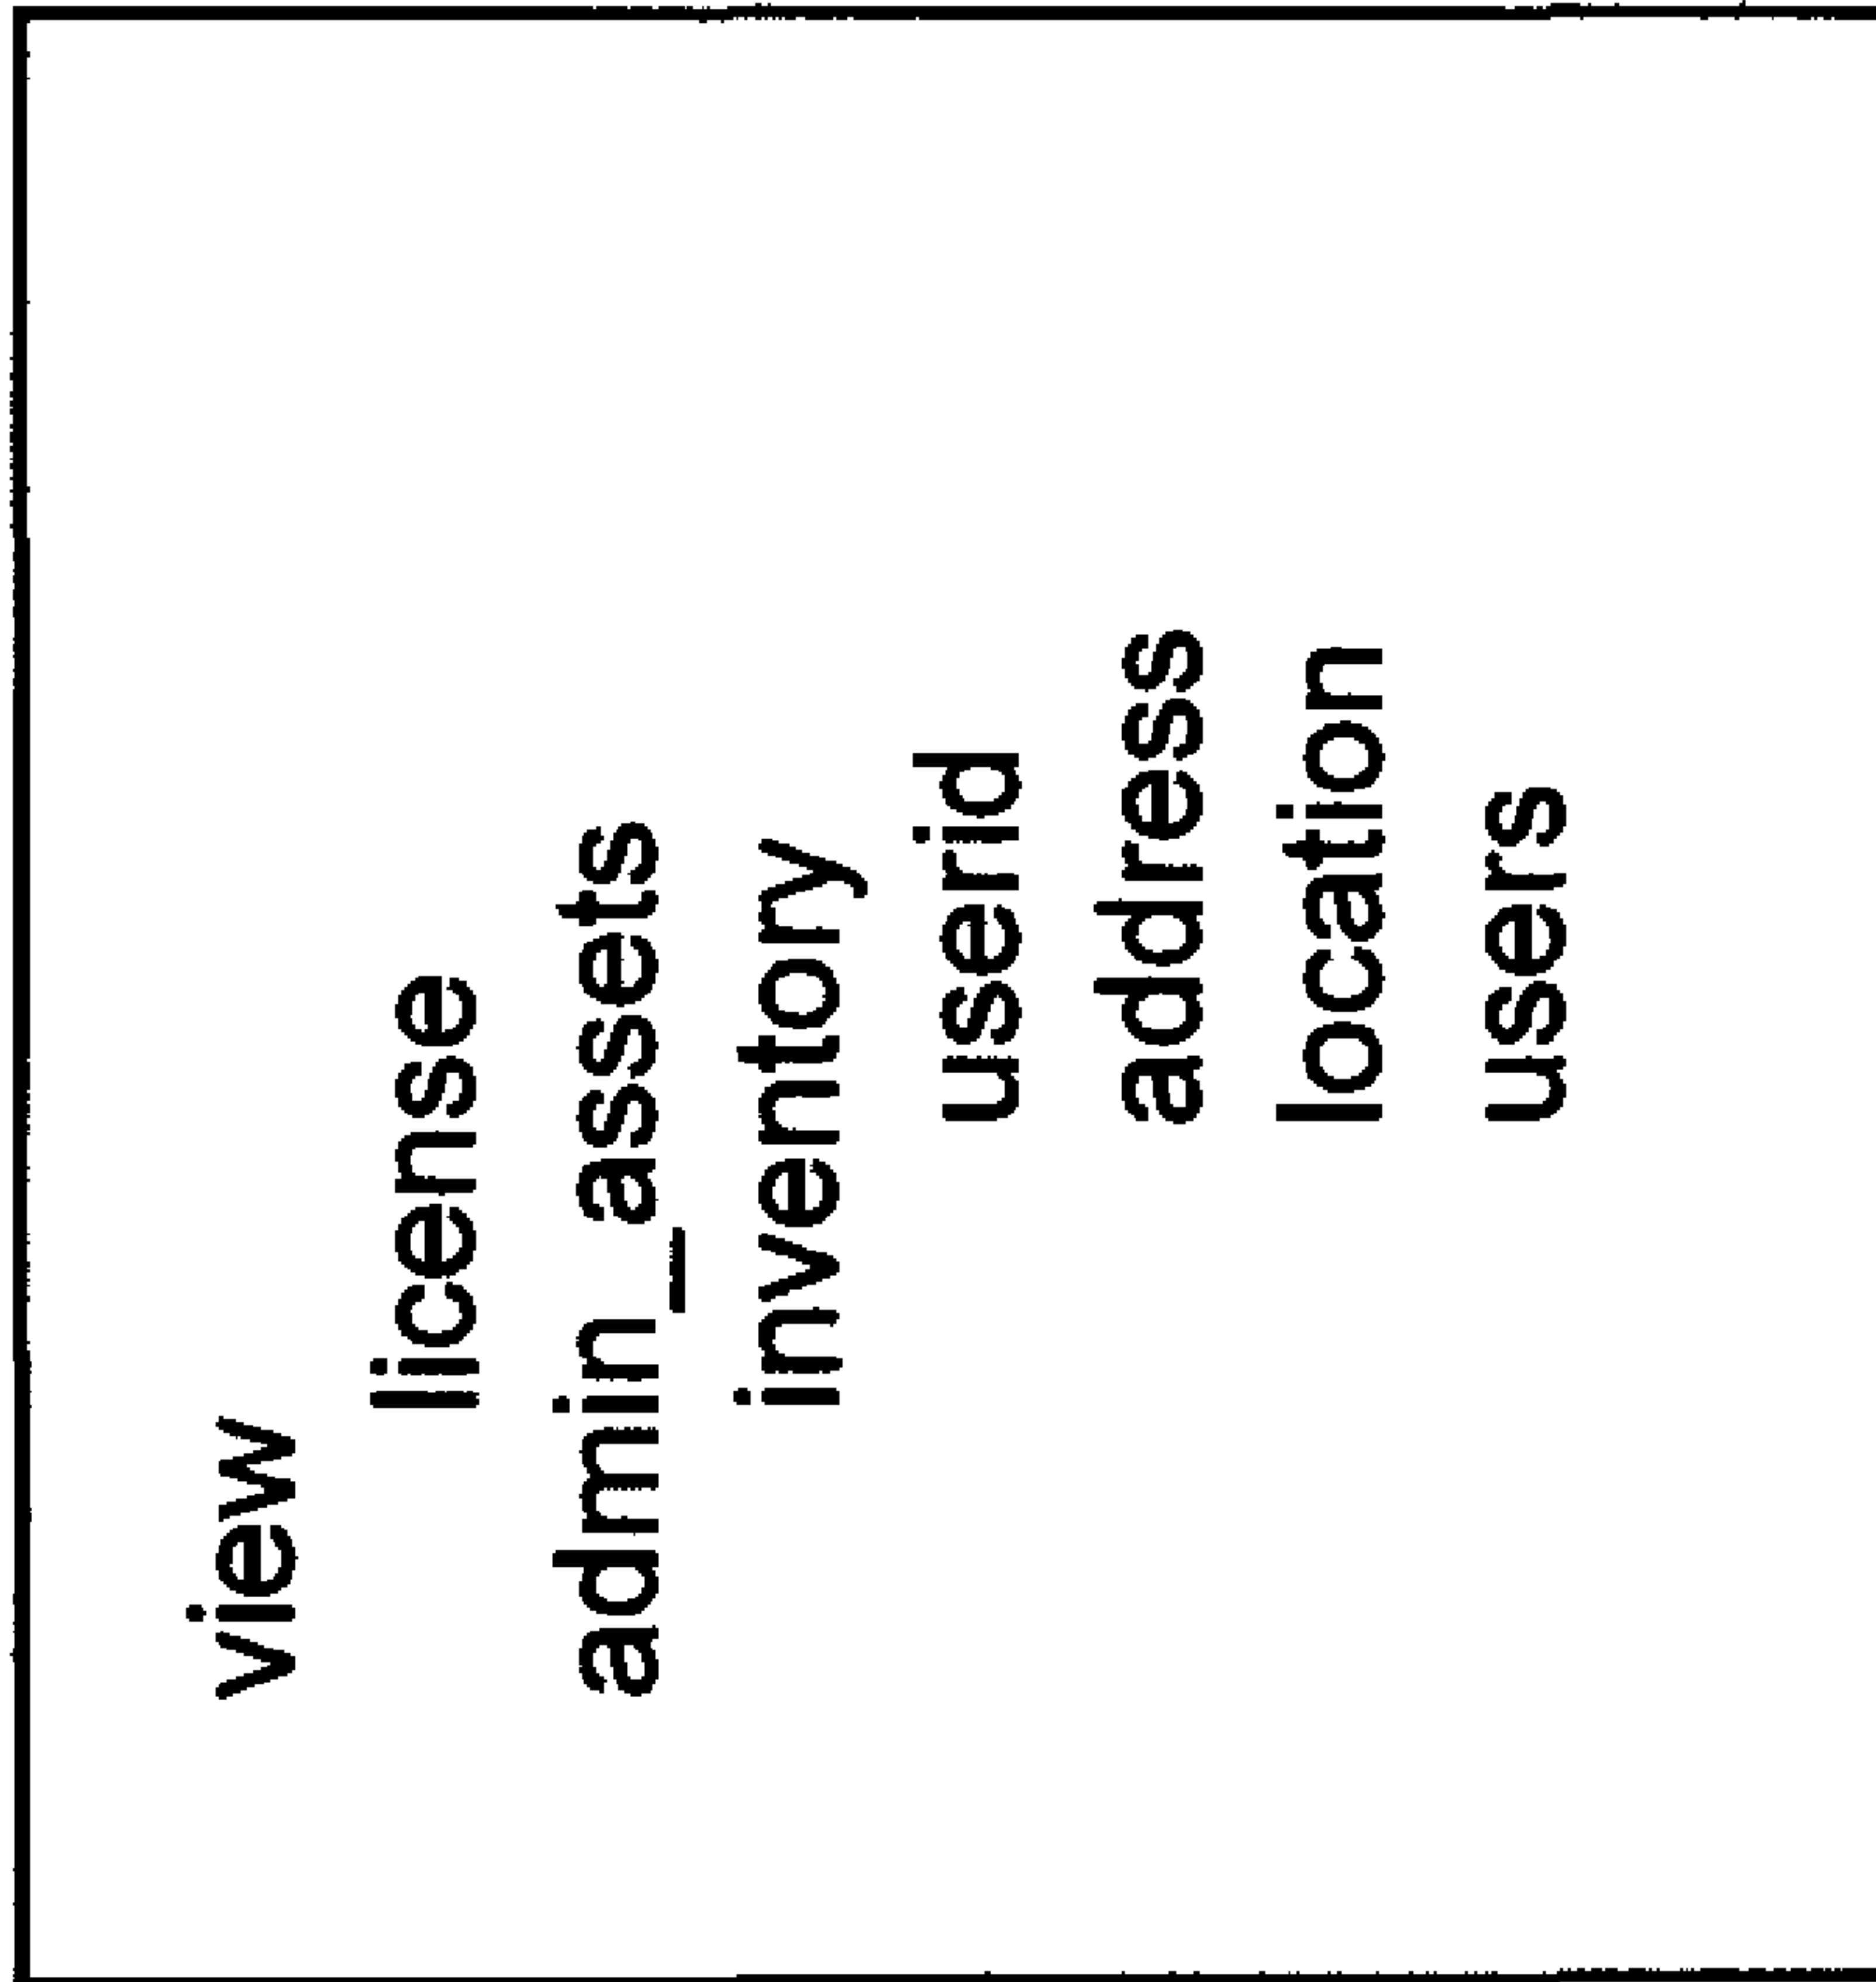 view
license
admin_assets
inventory
userid
address
location
users